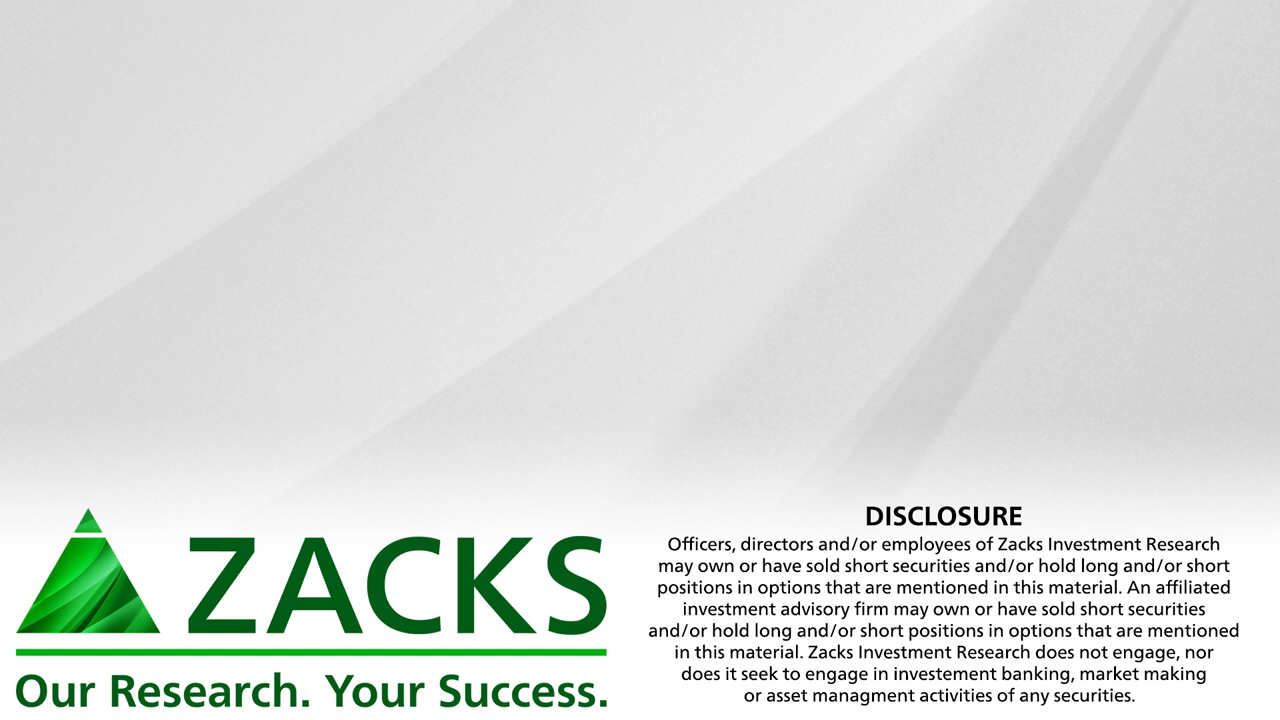 ZACKS
Our Research. Your Success.
DISCLOSURE
Officers, directors and/or employees of Zacks Investment Research
may own or have sold short securities and/or hold long and/or short
positions in options that are mentioned in this material. An affiliated
investment advisory firm may own or have sold short securities
and/or hold long and/or short positions in options that are mentioned
in this material. Zacks Investment Research does not engage, nor
does it seek to engage in investement banking, market making
or asset managment activities of any securities.